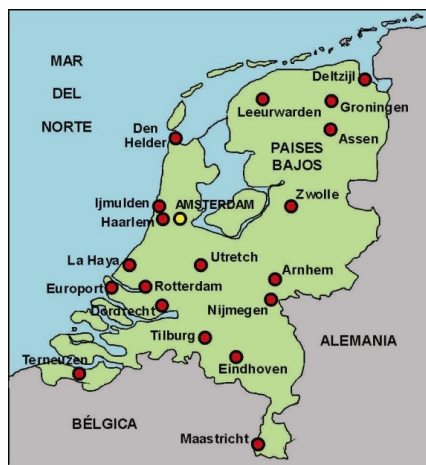 MAR
DEL
NORTE
Deltzijl
Leeurwarden
Groningen
Den
Helder
Assen
PAISES
BAJOS
Ijmulden
AMSTERDAM
Zwolle
Haarlem
La Haya
Utretch
Arnhem
Europort
Rotterdam
Dordrecht
Nijmegen
Tilburg
ALEMANIA
Terneuzen
Eindhoven
BÉLGICA
Maastricht